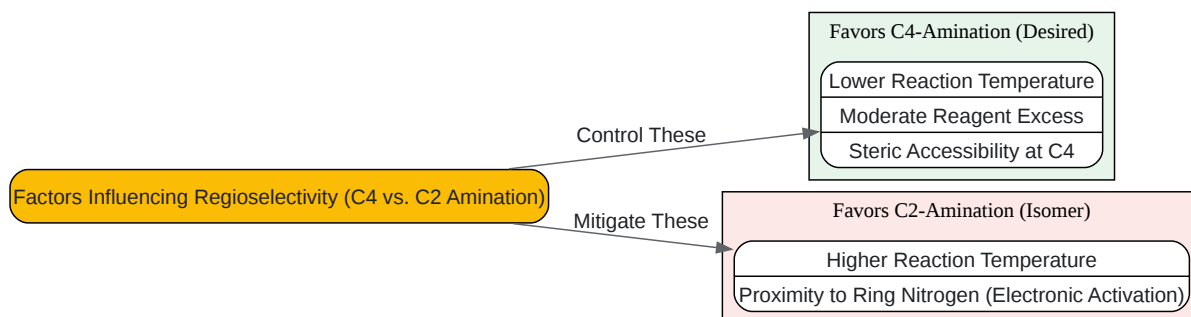 Favors C4-Amination (Desired)
Lower Reaction Temperature
Moderate Reagent Excess
Steric Accessibility at C4
Control These
Factors Influencing Regioselectivity (C4 vs. C2 Amination)
Mitigate These
Favors C2-Amination (Isomer)
Higher Reaction Temperature
Proximity to Ring Nitrogen (Electronic Activation)